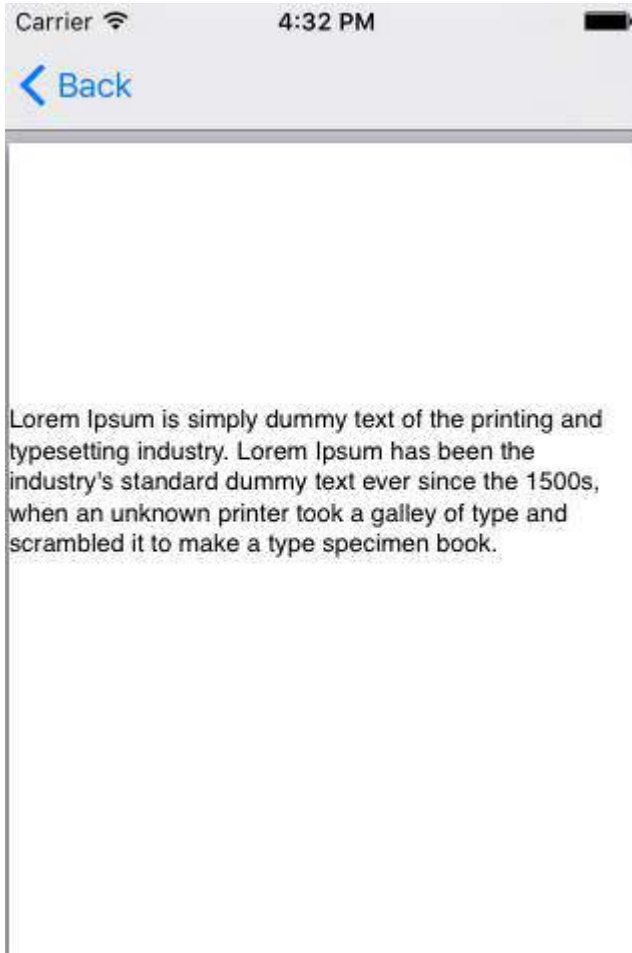 Carrier
4:32 PM
Back
Lorem Ipsum is simply dummy text of the printing and
typesetting industry. Lorem Ipsum has been the
industry's standard dummy text ever since the 1500s,
when an unknown printer took a galley of type and
scrambled it to make a type specimen book.